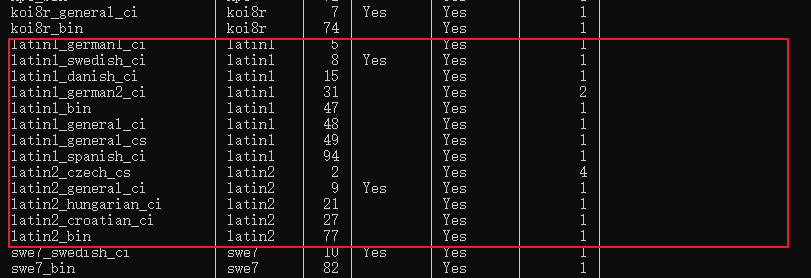 koi8r_general_ci koi8r 7 Yes Yes 1
koi8r_bin koi8r 74 Yes 1
latin1_german1_ci latin1 5 Yes 1
latin1_swedish_ci latin1 8 Yes Yes 1
latin1_danish_ci latin1 15 Yes 1
latin1_german2_ci latin1 31 Yes 2
latin1_bin latin1 47 Yes 1
latin1_general_ci latin1 48 Yes 1
latin1_general_cs latin1 49 Yes 1
latin1_spanish_ci latin1 94 Yes 1
latin2_czech_cs latin2 2 Yes 4
latin2_general_ci latin2 9 Yes Yes 1
latin2_hungarian_ci latin2 21 Yes 1
latin2_croatian_ci latin2 27 Yes 1
latin2_bin latin2 77 Yes 1
swe7_swedish_ci swe7 10 Yes Yes 1
swe7_bin swe7 82 Yes 1